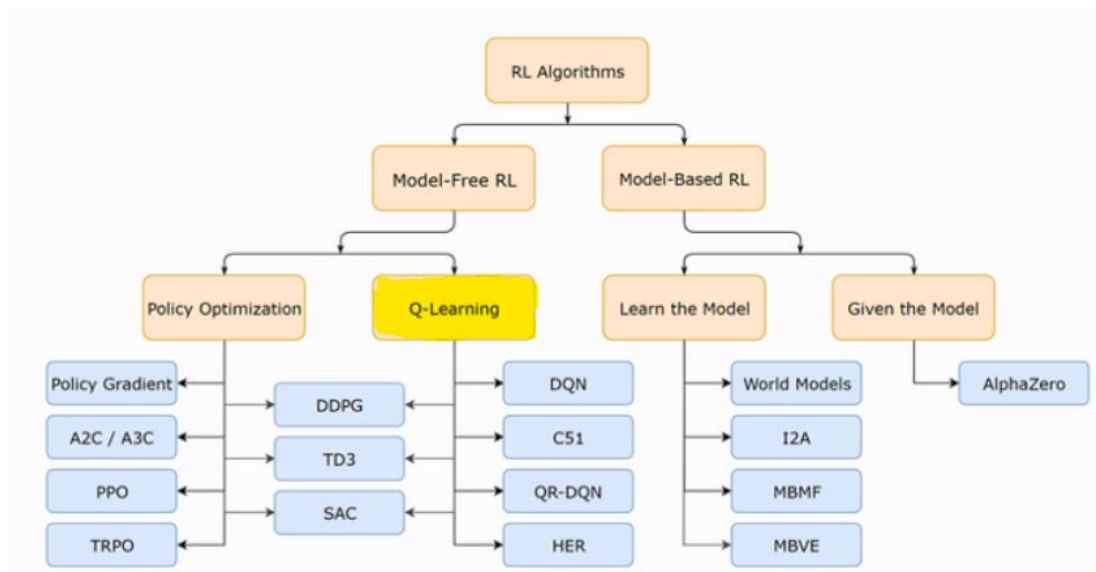 RL Algorithms
Model-Free RL
Model-Based RL
Policy Optimization
Q-Learning
Learn the Model
Given the Model
Policy Gradient
DDPG
DQN
World Models
AlphaZero
A2C / A3C
TD3
C51
I2A
PPO
SAC
QR-DQN
MBMF
TRPO
HER
MBVE